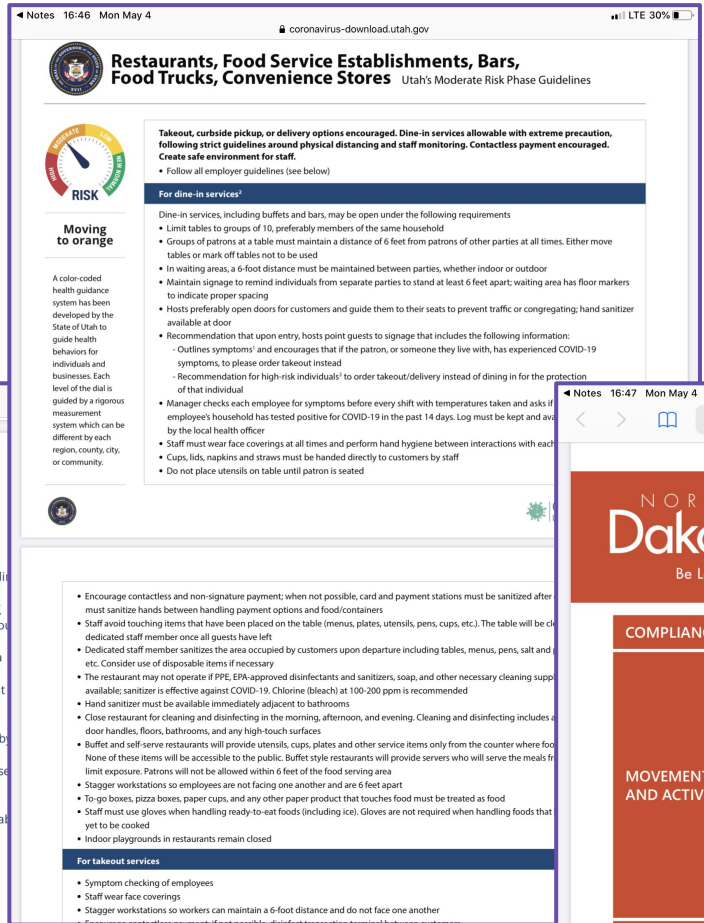 ◄ Notes 16:46 Mon May 4
LTE 30%
coronavirus-download.utah.gov
Restaurants, Food Service Establishments, Bars,
Food Trucks, Convenience Stores Utah's Moderate Risk Phase Guidelines
HIGH
MODERATE
LOW
NEW NORMAL
RISK
Moving
to orange
A color-coded
health guidance
system has been
developed by the
State of Utah to
guide health
behaviors for
individuals and
businesses. Each
level of the dial is
guided by a rigorous
measurement
system which can be
different by each
region, county, city,
or community.
Takeout, curbside pickup, or delivery options encouraged. Dine-in services allowable with extreme precaution,
following strict guidelines around physical distancing and staff monitoring. Contactless payment encouraged.
Create safe environment for staff.
• Follow all employer guidelines (see below)
For dine-in services²
Dine-in services, including buffets and bars, may be open under the following requirements
• Limit tables to groups of 10, preferably members of the same household
• Groups of patrons at a table must maintain a distance of 6 feet from patrons of other parties at all times. Either move
tables or mark off tables not to be used
• In waiting areas, a 6-foot distance must be maintained between parties, whether indoor or outdoor
• Maintain signage to remind individuals from separate parties to stand at least 6 feet apart; waiting area has floor markers
to indicate proper spacing
• Hosts preferably open doors for customers and guide them to their seats to prevent traffic or congregating; hand sanitizer
available at door
• Recommendation that upon entry, hosts point guests to signage that includes the following information:
- Outlines symptoms¹ and encourages that if the patron, or someone they live with, has experienced COVID-19
symptoms, to please order takeout instead
- Recommendation for high-risk individuals³ to order takeout/delivery instead of dining in for the protection
of that individual
• Manager checks each employee for symptoms before every shift with temperatures taken and asks if
employee's household has tested positive for COVID-19 in the past 14 days. Log must be kept and ava
by the local health officer
• Staff must wear face coverings at all times and perform hand hygiene between interactions with each
• Cups, lids, napkins and straws must be handed directly to customers by staff
• Do not place utensils on table until patron is seated
• Encourage contactless and non-signature payment; when not possible, card and payment stations must be sanitized after
must sanitize hands between handling payment options and food/containers
• Staff avoid touching items that have been placed on the table (menus, plates, utensils, pens, cups, etc.). The table will be cl
dedicated staff member once all guests have left
• Dedicated staff member sanitizes the area occupied by customers upon departure including tables, menus, pens, salt and
etc. Consider use of disposable items if necessary
• The restaurant may not operate if PPE, EPA-approved disinfectants and sanitizers, soap, and other necessary cleaning suppl
available; sanitizer is effective against COVID-19. Chlorine (bleach) at 100-200 ppm is recommended
• Hand sanitizer must be available immediately adjacent to bathrooms
• Close restaurant for cleaning and disinfecting in the morning, afternoon, and evening. Cleaning and disinfecting includes a
door handles, floors, bathrooms, and any high-touch surfaces
• Buffet and self-serve restaurants will provide utensils, cups, plates and other service items only from the counter where foo
None of these items will be accessible to the public. Buffet style restaurants will provide servers who will serve the meals fr
limit exposure. Patrons will not be allowed within 6 feet of the food serving area
• Stagger workstations so employees are not facing one another and are 6 feet apart
• To-go boxes, pizza boxes, paper cups, and any other paper product that touches food must be treated as food
• Staff must use gloves when handling ready-to-eat foods (including ice). Gloves are not required when handling foods that
yet to be cooked
• Indoor playgrounds in restaurants remain closed
For takeout services
• Symptom checking of employees
• Staff wear face coverings
• Stagger workstations so workers can maintain a 6-foot distance and do not face one another
◄ Notes 16:47 Mon May 4
NOR
Dako
Be L
COMPLIAN
MOVEMENT
AND ACTIV